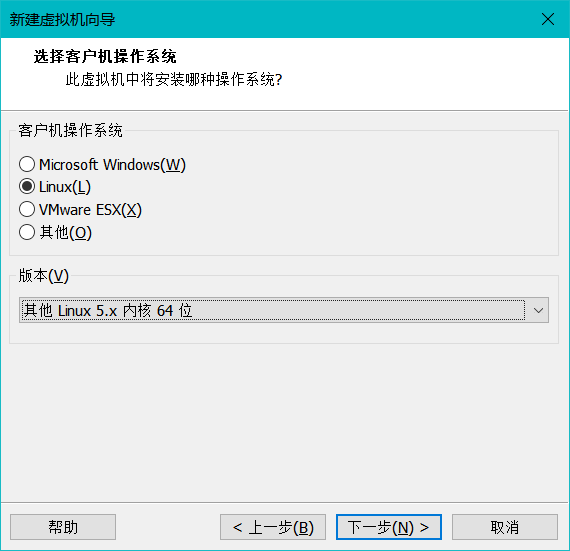 新建虚拟机向导
选择客户机操作系统
此虚拟机中将安装哪种操作系统?
客户机操作系统
Microsoft Windows(W)
Linux(L)
VMware ESX(X)
其他(O)
版本(V)
其他 Linux 5.x 内核 64 位
帮助
< 上一步(B)
下一步(N) >
取消